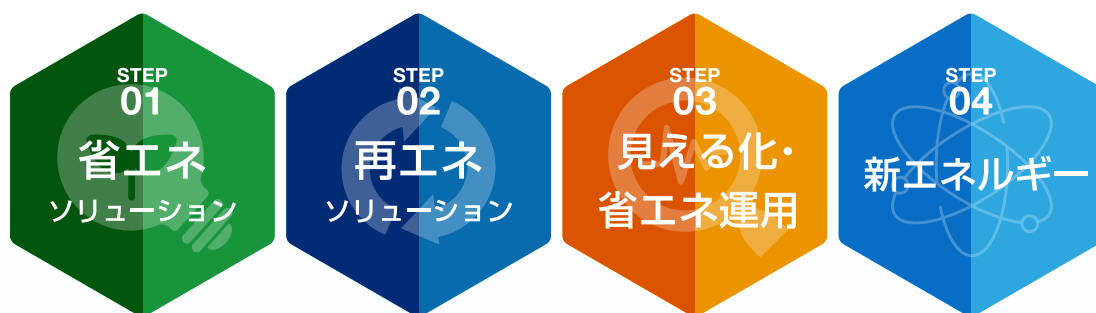 STEP
01
省エネ
ソリューション
STEP
02
再エネ
ソリューション
STEP
03
見える化・
省エネ運用
STEP
04
新エネルギー